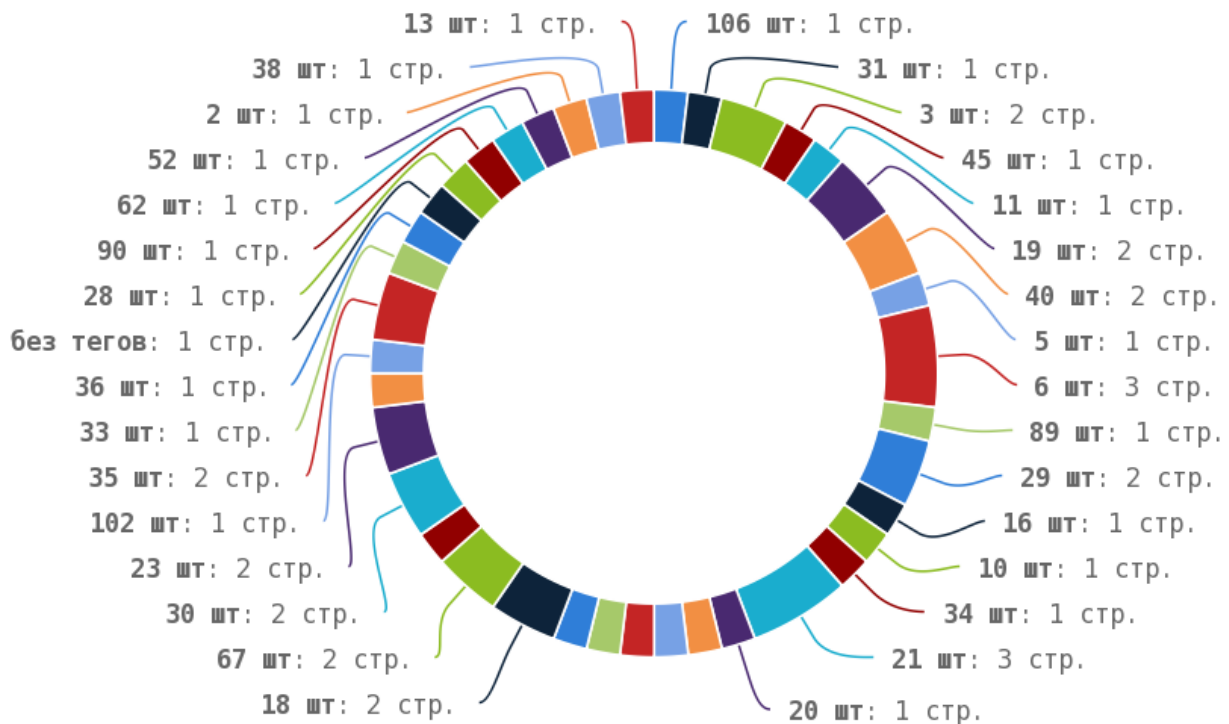 13 шт: 1 стр.
106 шт: 1 стр.
38 шт: 1 стр.
31 шт: 1 стр.
2 шт: 1 стр.
3 шт: 2 стр.
52 шт: 1 стр.
45 шт: 1 стр.
62 шт: 1 стр.
11 шт: 1 стр.
90 шт: 1 стр.
19 шт: 2 стр.
28 шт: 1 стр.
40 шт: 2 стр.
без тегов: 1 стр.
5 шт: 1 стр.
36 шт: 1 стр.
6 шт: 3 стр.
33 шт: 1 стр.
89 шт: 1 стр.
35 шт: 2 стр.
29 шт: 2 стр.
102 шт: 1 стр.
16 шт: 1 стр.
23 шт: 2 стр.
10 шт: 1 стр.
30 шт: 2 стр.
34 шт: 1 стр.
67 шт: 2 стр.
21 шт: 3 стр.
18 шт: 2 стр.
20 шт: 1 стр.